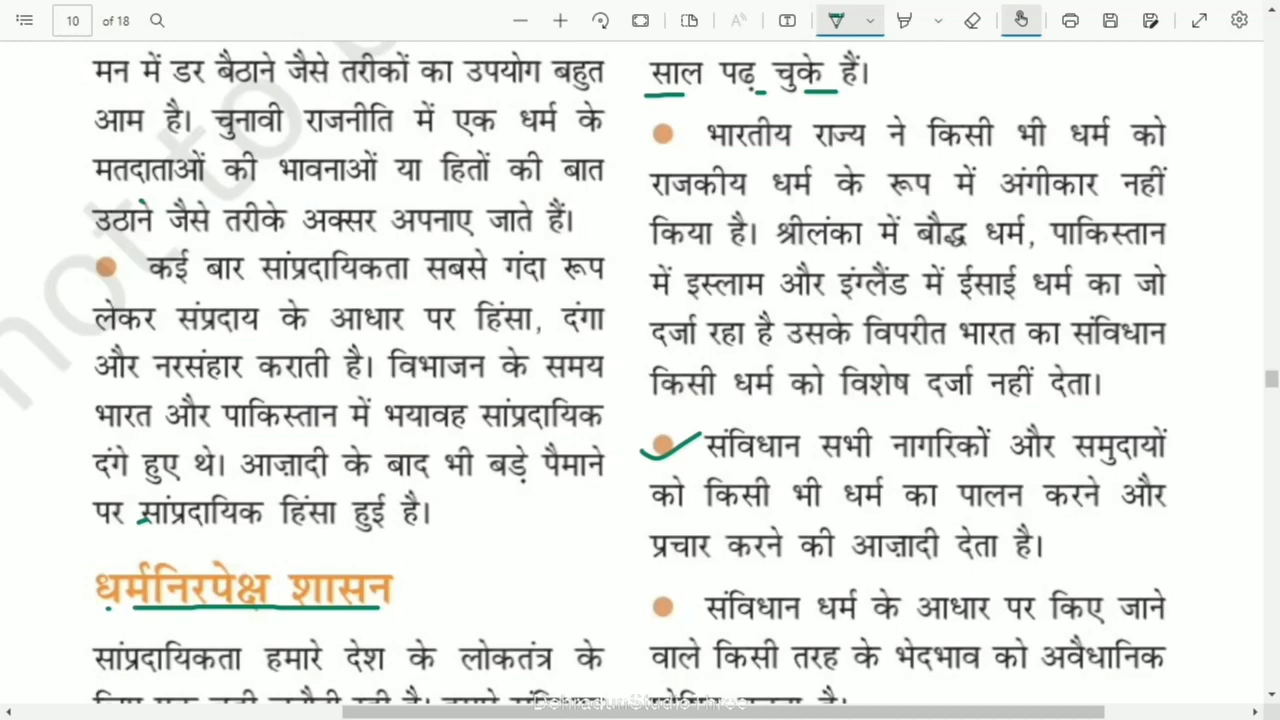 10 of 18
मन में डर बैठाने जैसे तरीकों का उपयोग बहुत
आम है। चुनावी राजनीति में एक धर्म के
मतदाताओं की भावनाओं या हितों की बात
उठाने जैसे तरीके अक्सर अपनाए जाते हैं।
कई बार सांप्रदायिकता सबसे गंदा रूप
लेकर संप्रदाय के आधार पर हिंसा, दंगा
और नरसंहार कराती है। विभाजन के समय
भारत और पाकिस्तान में भयावह सांप्रदायिक
दंगे हुए थे। आज़ादी के बाद भी बड़े पैमाने
पर सांप्रदायिक हिंसा हुई है।
धर्मनिरपेक्ष शासन
सांप्रदायिकता हमारे देश के लोकतंत्र के
साल पढ़ चुके हैं।
भारतीय राज्य ने किसी भी धर्म को
राजकीय धर्म के रूप में अंगीकार नहीं
किया है। श्रीलंका में बौद्ध धर्म, पाकिस्तान
में इस्लाम और इंग्लैंड में ईसाई धर्म का जो
दर्जा रहा है उसके विपरीत भारत का संविधान
किसी धर्म को विशेष दर्जा नहीं देता।
संविधान सभी नागरिकों और समुदायों
को किसी भी धर्म का पालन करने और
प्रचार करने की आज़ादी देता है।
संविधान धर्म के आधार पर किए जाने
वाले किसी तरह के भेदभाव को अवैधानिक
not to
DehradunStudioThree